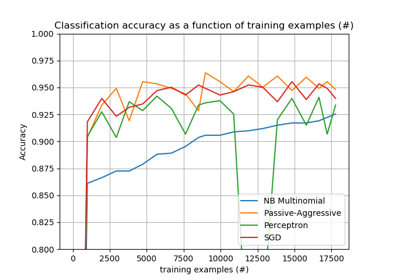 Classification accuracy as a function of training examples (#)
1.000
0.975
0.950
0.925
0.900
0.875
0.850
0.825
0.800
Accuracy
NB Multinomial
Passive-Aggressive
Perceptron
SGD
0 2500 5000 7500 10000 12500 15000 17500
training examples (#)